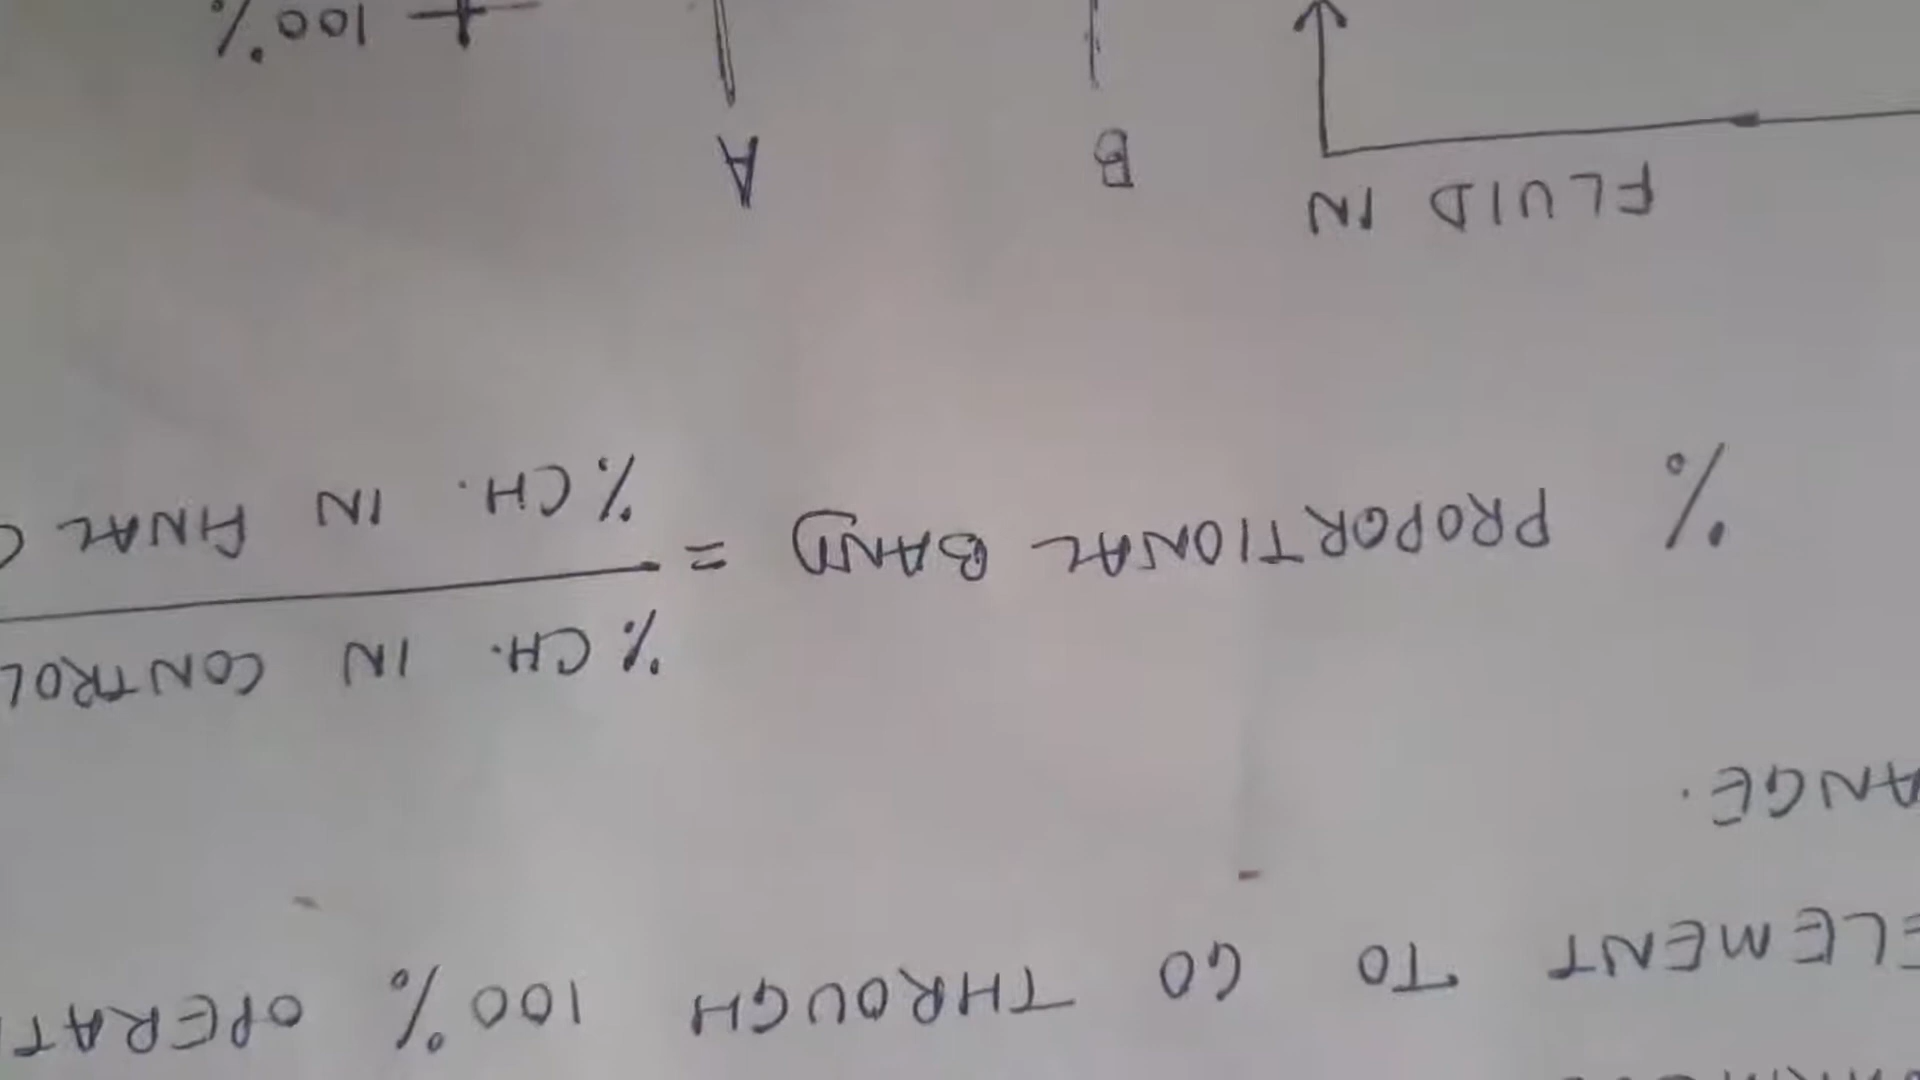 ELEMENT TO GO THROUGH 100 % OPERAT
ANGE.
% CH. IN CONTROL
% PROPORTIONAL BAND =
% CH. IN FINAL C
FLUID IN B A
+ 100 %